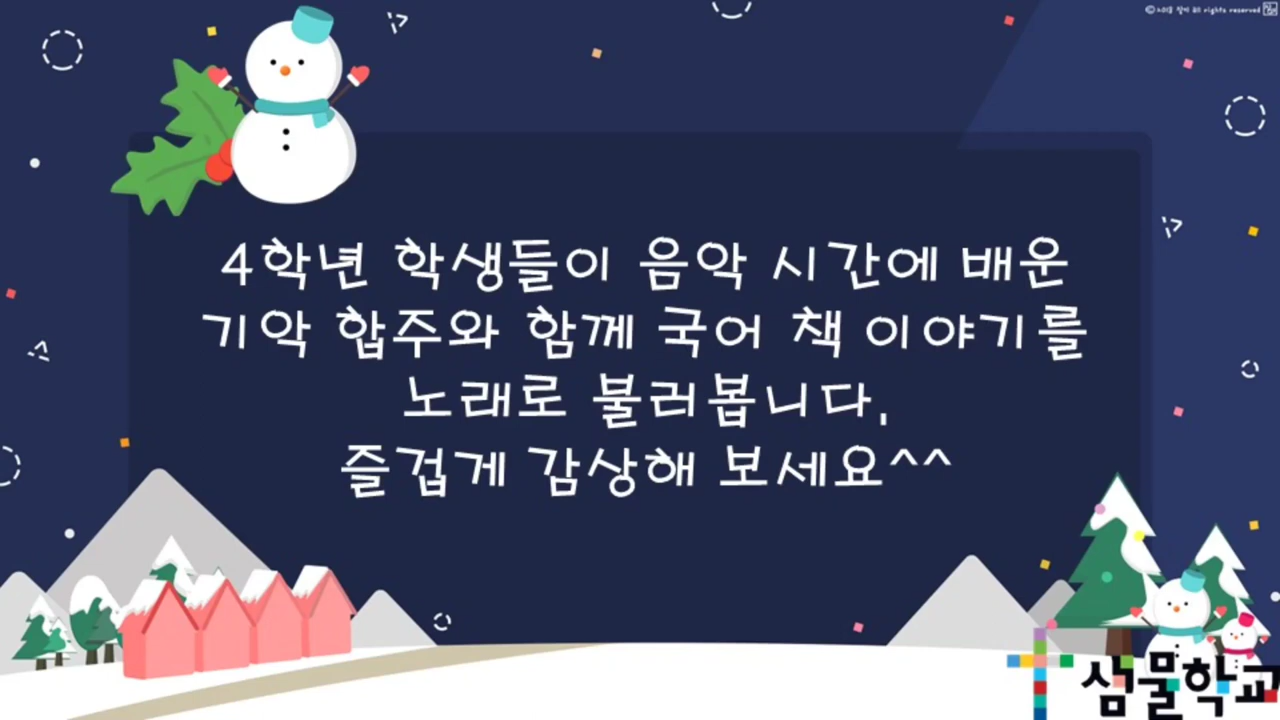 4학년 학생들이 음악 시간에 배운
기악 합주와 함께 국어 책 이야기를
노래로 불러봅니다.
즐겁게 감상해 보세요^^
샘물학교